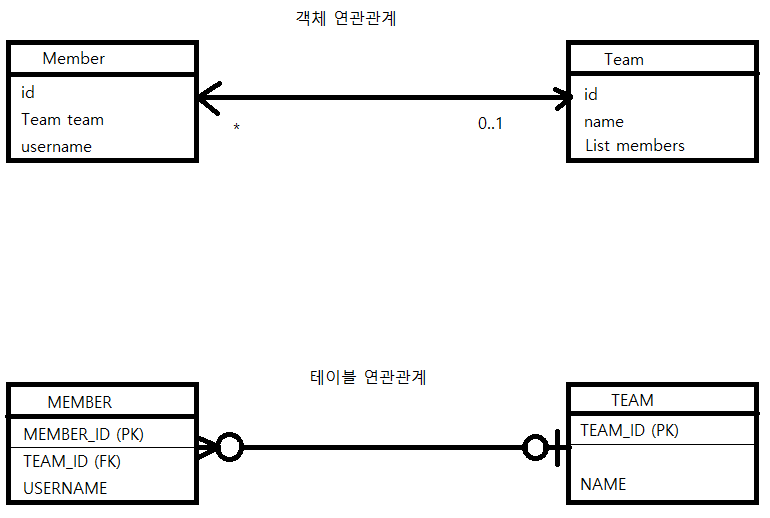 객체 연관관계
Member
id
Team team
username
*
0..1
Team
id
name
List members
테이블 연관관계
MEMBER
MEMBER_ID (PK)
TEAM_ID (FK)
USERNAME
TEAM
TEAM_ID (PK)
NAME